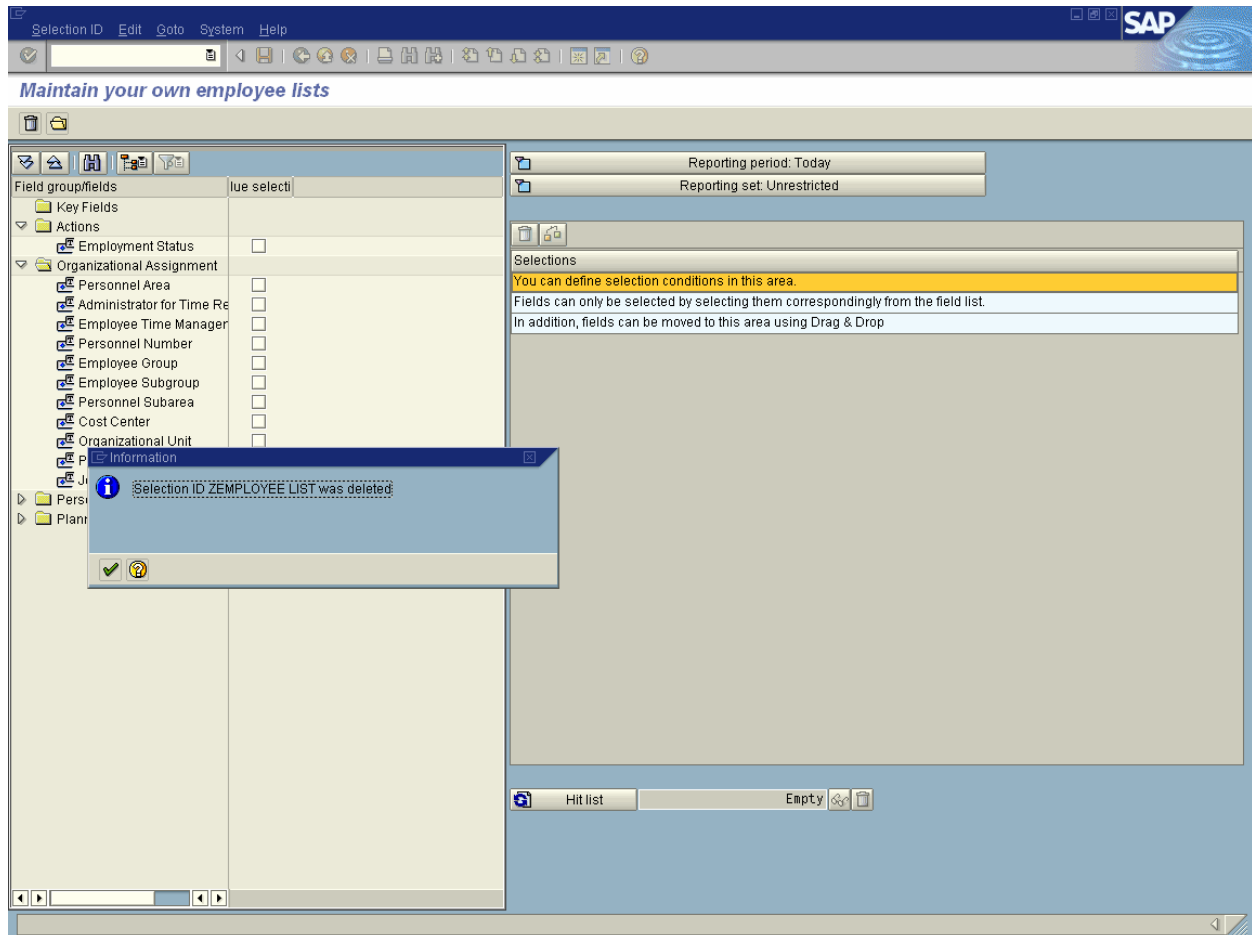 Selection ID Edit Goto System Help
SAP
Maintain your own employee lists
Field group/fields lue selecti
Key Fields
Actions
Employment Status
Organizational Assignment
Personnel Area
Administrator for Time Re
Employee Time Manager
Personnel Number
Employee Group
Employee Subgroup
Personnel Subarea
Cost Center
Organizational Unit
P
J
Pers
Plan
Reporting period: Today
Reporting set: Unrestricted
Selections
You can define selection conditions in this area.
Fields can only be selected by selecting them correspondingly from the field list.
In addition, fields can be moved to this area using Drag & Drop
Information
Selection ID ZEMPLOYEE LIST was deleted
Hit list Empty